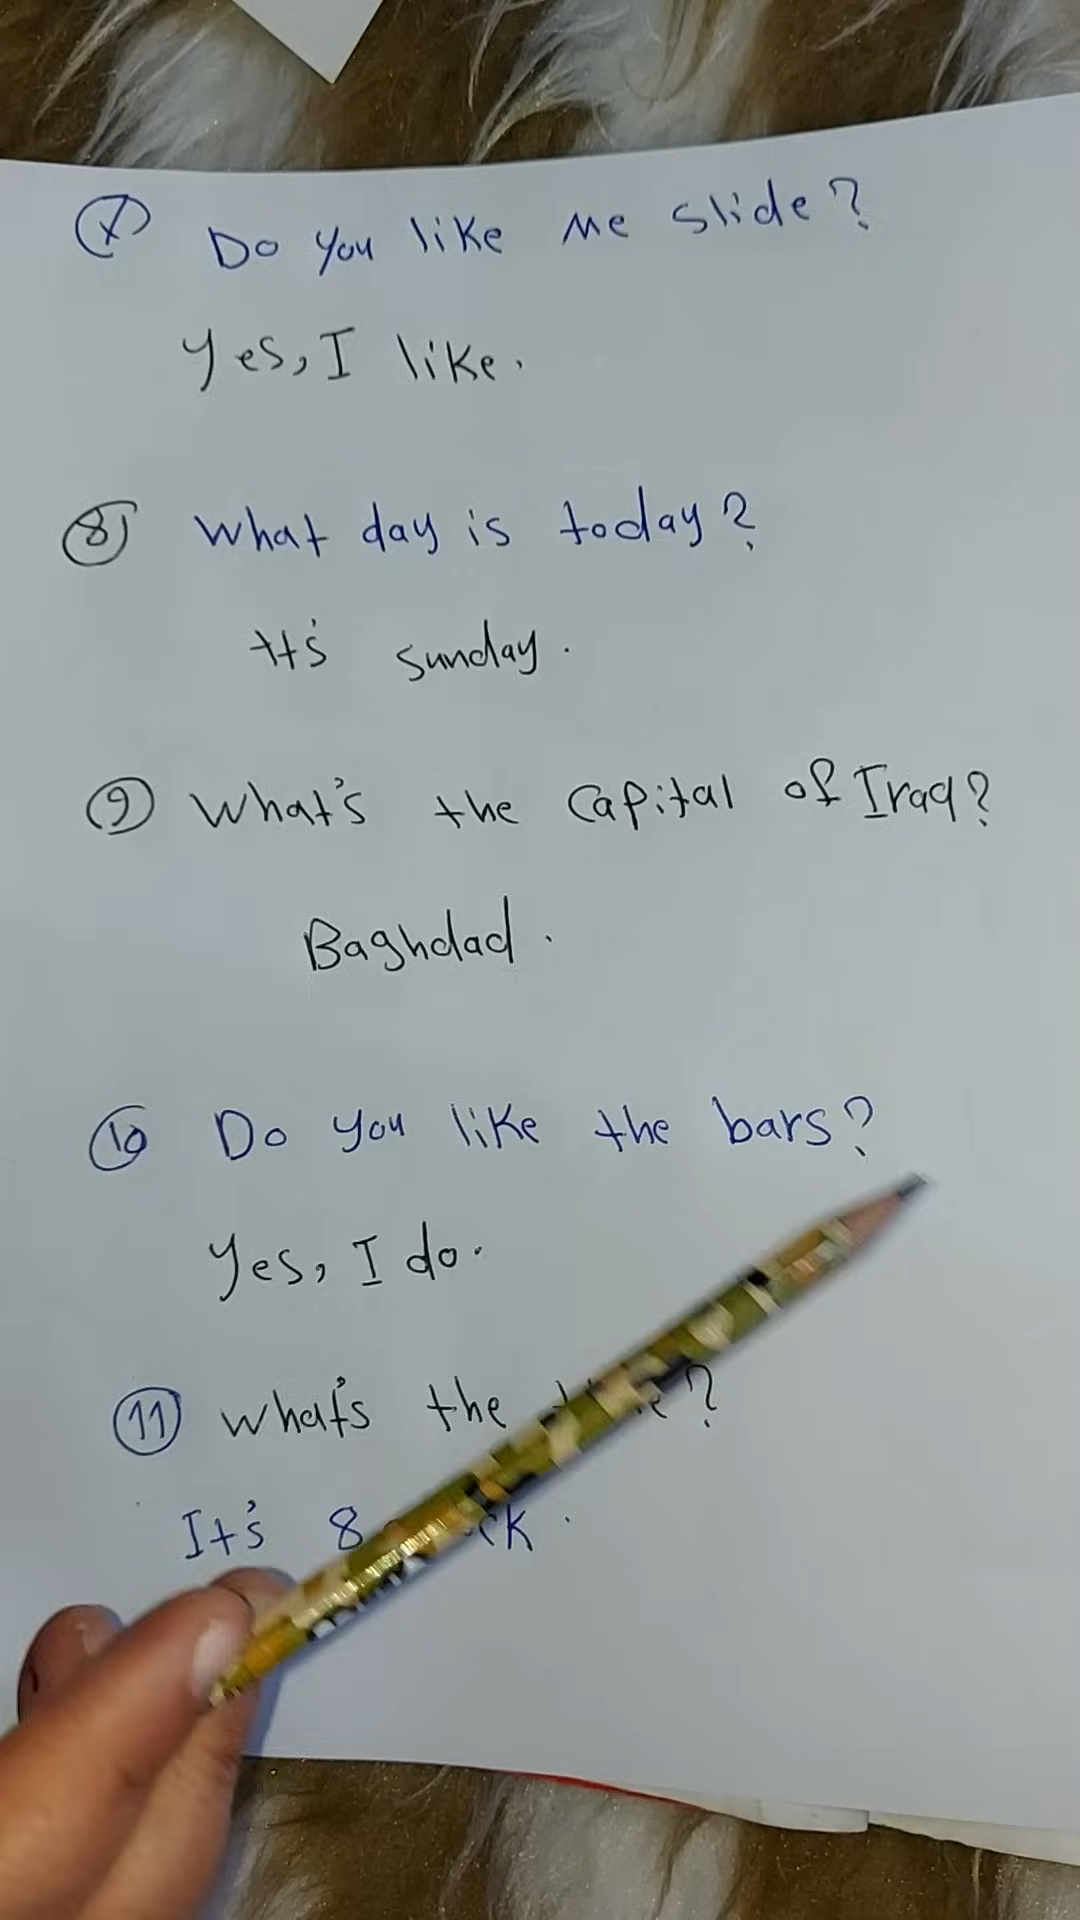 7 Do you like me slide?
Yes, I like.
8 What day is today?
It's sunday.
9 What's the capital of Iraq?
Baghdad.
10 Do you like the bars?
Yes, I do.
11 what's the ?
It's 8